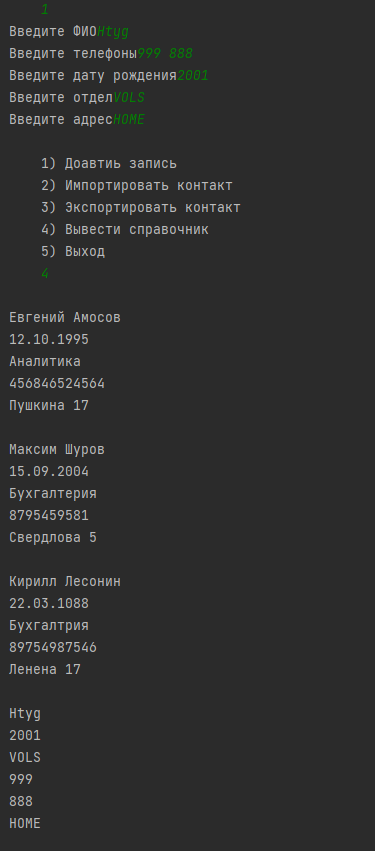 1
Введите ФИОHtyg
Введите телефоны999 888
Введите дату рождения2001
Введите отделVOLS
Введите адресHOME
1) Доавтиь запись
2) Импортировать контакт
3) Экспортировать контакт
4) Вывести справочник
5) Выход
4
Евгений Амосов
12.10.1995
Аналитика
456846524564
Пушкина 17
Максим Шуров
15.09.2004
Бухгалтерия
8795459581
Свердлова 5
Кирилл Лесонин
22.03.1088
Бухгалтрия
89754987546
Ленена 17
Htyg
2001
VOLS
999
888
HOME